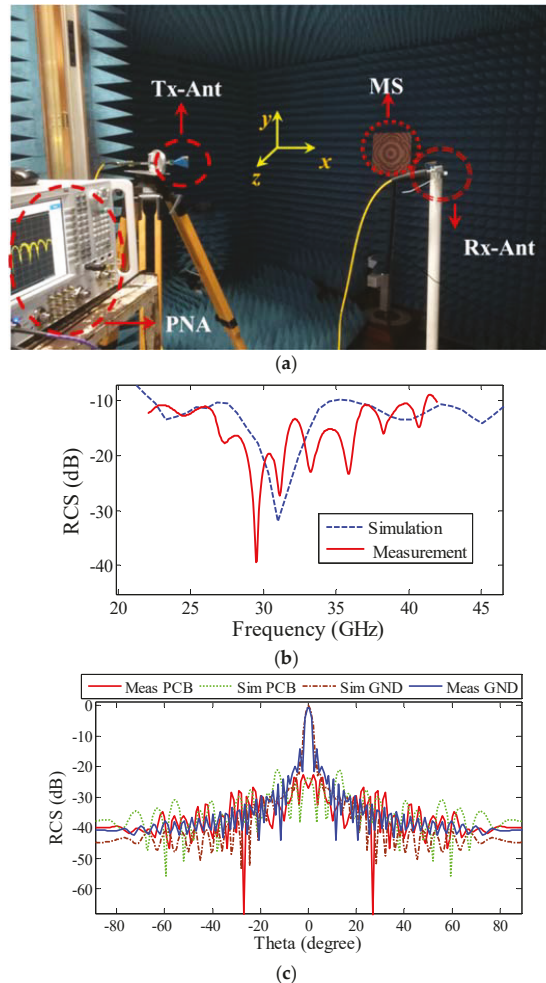 Tx-Ant
MS
y
x
z
Rx-Ant
PNA
(a)
-10
-20
-30
-40
RCS (dB)
Simulation
Measurement
20 25 30 35 40 45
Frequency (GHz)
(b)
Meas PCB Sim PCB Sim GND Meas GND
0
-10
-20
-30
-40
-50
-60
RCS (dB)
-80 -60 -40 -20 0 20 40 60 80
Theta (degree)
(c)